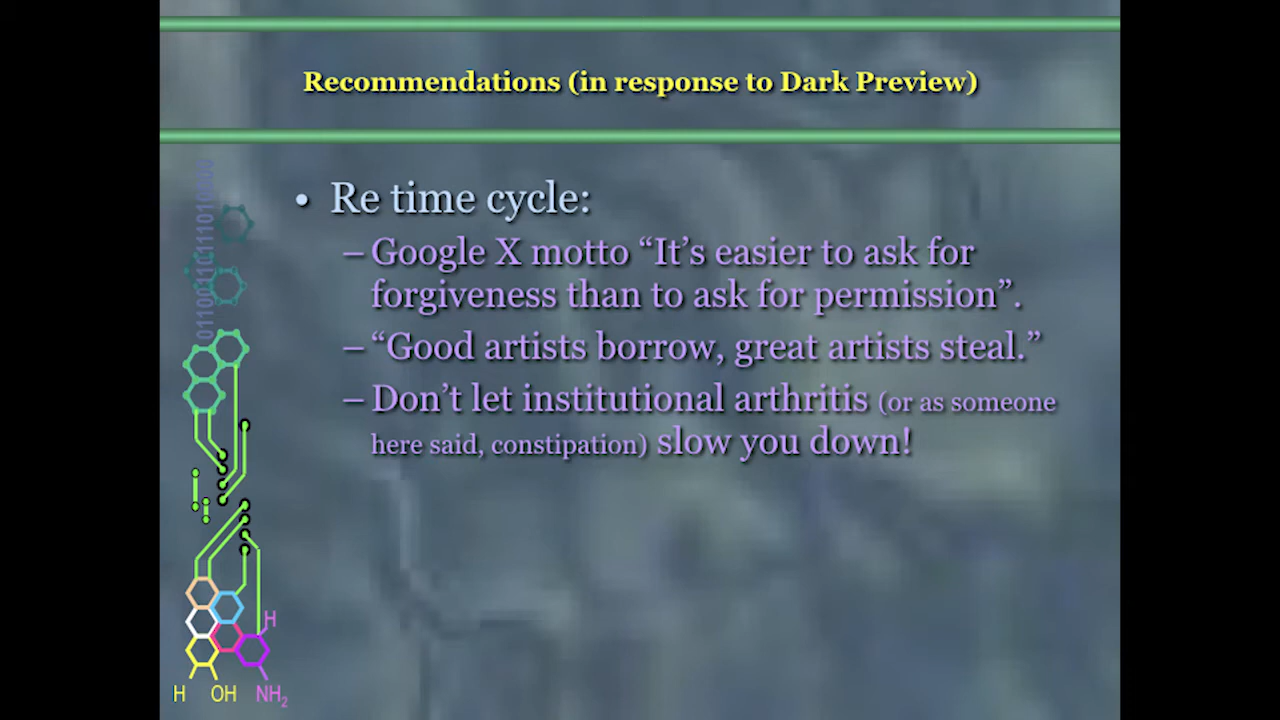 Recommendations (in response to Dark Preview)
• Re time cycle:
– Google X motto “It’s easier to ask for
forgiveness than to ask for permission”.
– “Good artists borrow, great artists steal.”
– Don’t let institutional arthritis (or as someone
here said, constipation) slow you down!
H
H OH NH₂